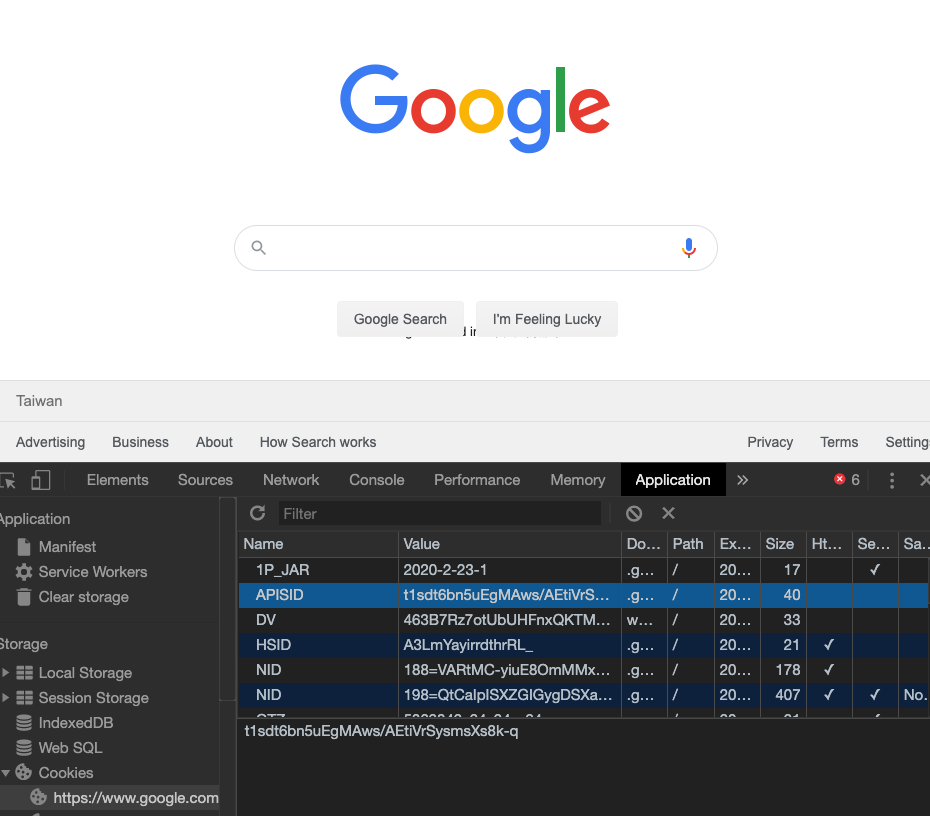 Google
Google Search
I'm Feeling Lucky
Taiwan
Advertising Business About How Search works Privacy Terms Setting
Elements Sources Network Console Performance Memory Application » 6
Application
Manifest
Service Workers
Clear storage
Storage
Local Storage
Session Storage
IndexedDB
Web SQL
Cookies
https://www.google.com
Filter
Name Value Do... Path Ex... Size Ht... Se... Sa...
1P_JAR 2020-2-23-1 .g... / 20... 17 ✓
APISID t1sdt6bn5uEgMAws/AEtiVrS... .g... / 20... 40
DV 463B7Rz7otUbUHFnxQKTM... w... / 20... 33
HSID A3LmYayirrdthrRL_ .g... / 20... 21 ✓
NID 188=VARtMC-yiuE8OmMMx... .g... / 20... 178 ✓
NID 198=QtCaIpISXZGIGygDSXa... .g... / 20... 407 ✓ ✓ No...
t1sdt6bn5uEgMAws/AEtiVrSysmsXs8k-q